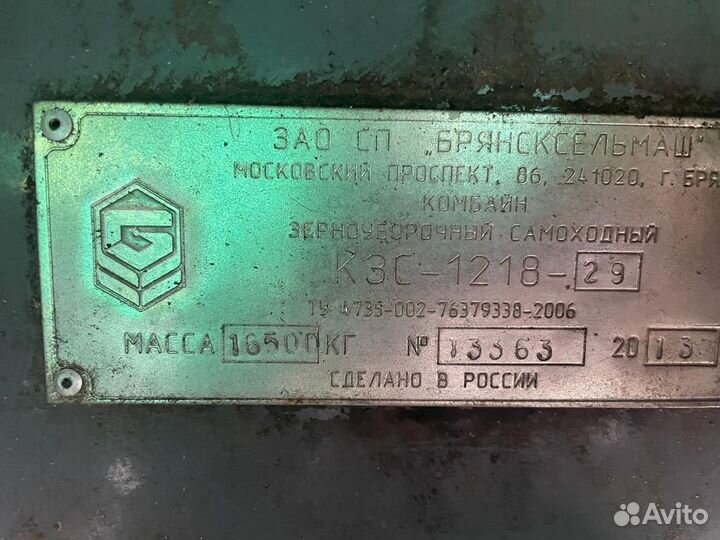 ЗАО СП „БРЯНСКСЕЛЬМАШ"
МОСКОВСКИЙ ПРОСПЕКТ, 86, 241020, Г. БРЯ
КОМБАЙН
ЗЕРНОУБОРОЧНЫЙ САМОХОДНЫЙ
КЗС-1218-29
ТУ 4735-002-76379338-2006
МАССА 16500 КГ № 13363 2013
СДЕЛАНО В РОССИИ
Avito